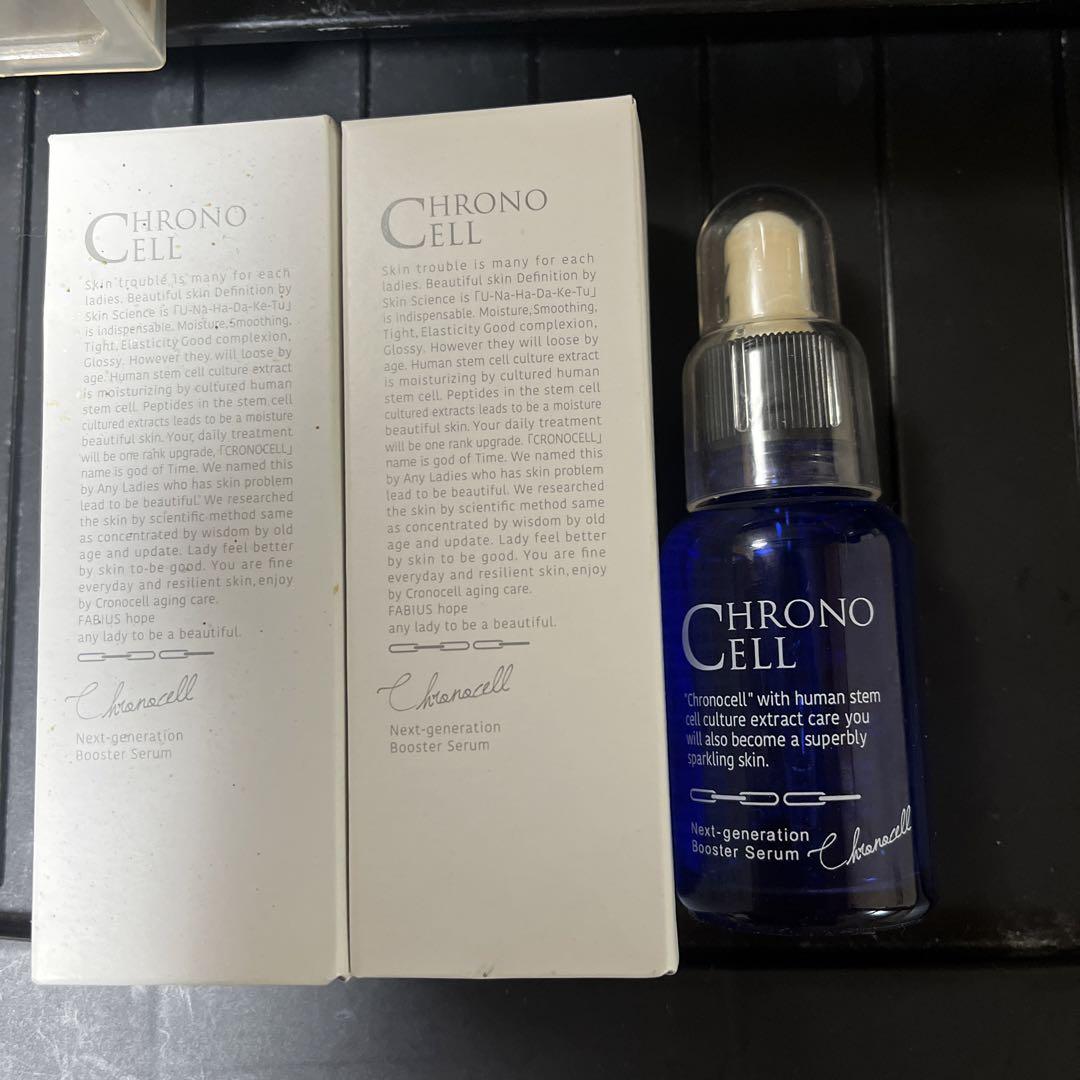 CHRONO
CELL
Skin trouble is many for each
ladies. Beautiful skin Definition by
Skin Science is「U-Na-Ha-Da-Ke-Tu」
is indispensable. Moisture,Smoothing,
Tight, Elasticity Good complexion,
Glossy. However they will loose by
age. Human stem cell culture extract
is moisturizing by cultured human
stem cell. Peptides in the stem cell
cultured extracts leads to be a moisture
beautiful skin. Your daily treatment
will be one rank upgrade,「CRONOCELL」
name is god of Time. We named this
by Any Ladies who has skin problem
lead to be beautiful. We researched
the skin by scientific method same
as concentrated by wisdom by old
age and update. Lady feel better
by skin to be good. You are fine
everyday and resilient skin,enjoy
by Cronocell aging care.
FABIUS hope
any lady to be a beautiful.
Chronocell
Next-generation
Booster Serum
CHRONO
CELL
Skin trouble is many for each
ladies. Beautiful skin Definition by
Skin Science is「U-Na-Ha-Da-Ke-Tu」
is indispensable. Moisture,Smoothing,
Tight, Elasticity Good complexion,
Glossy. However they will loose by
age. Human stem cell culture extract
is moisturizing by cultured human
stem cell. Peptides in the stem cell
cultured extracts leads to be a moisture
beautiful skin. Your daily treatment
will be one rank upgrade,「CRONOCELL」
name is god of Time. We named this
by Any Ladies who has skin problem
lead to be beautiful. We researched
the skin by scientific method same
as concentrated by wisdom by old
age and update. Lady feel better
by skin to be good. You are fine
everyday and resilient skin,enjoy
by Cronocell aging care.
FABIUS hope
any lady to be a beautiful.
Chronocell
Next-generation
Booster Serum
CHRONO
CELL
"Chronocell" with human stem
cell culture extract care you
will also become a superbly
sparkling skin.
Next-generation
Booster Serum Chronocell